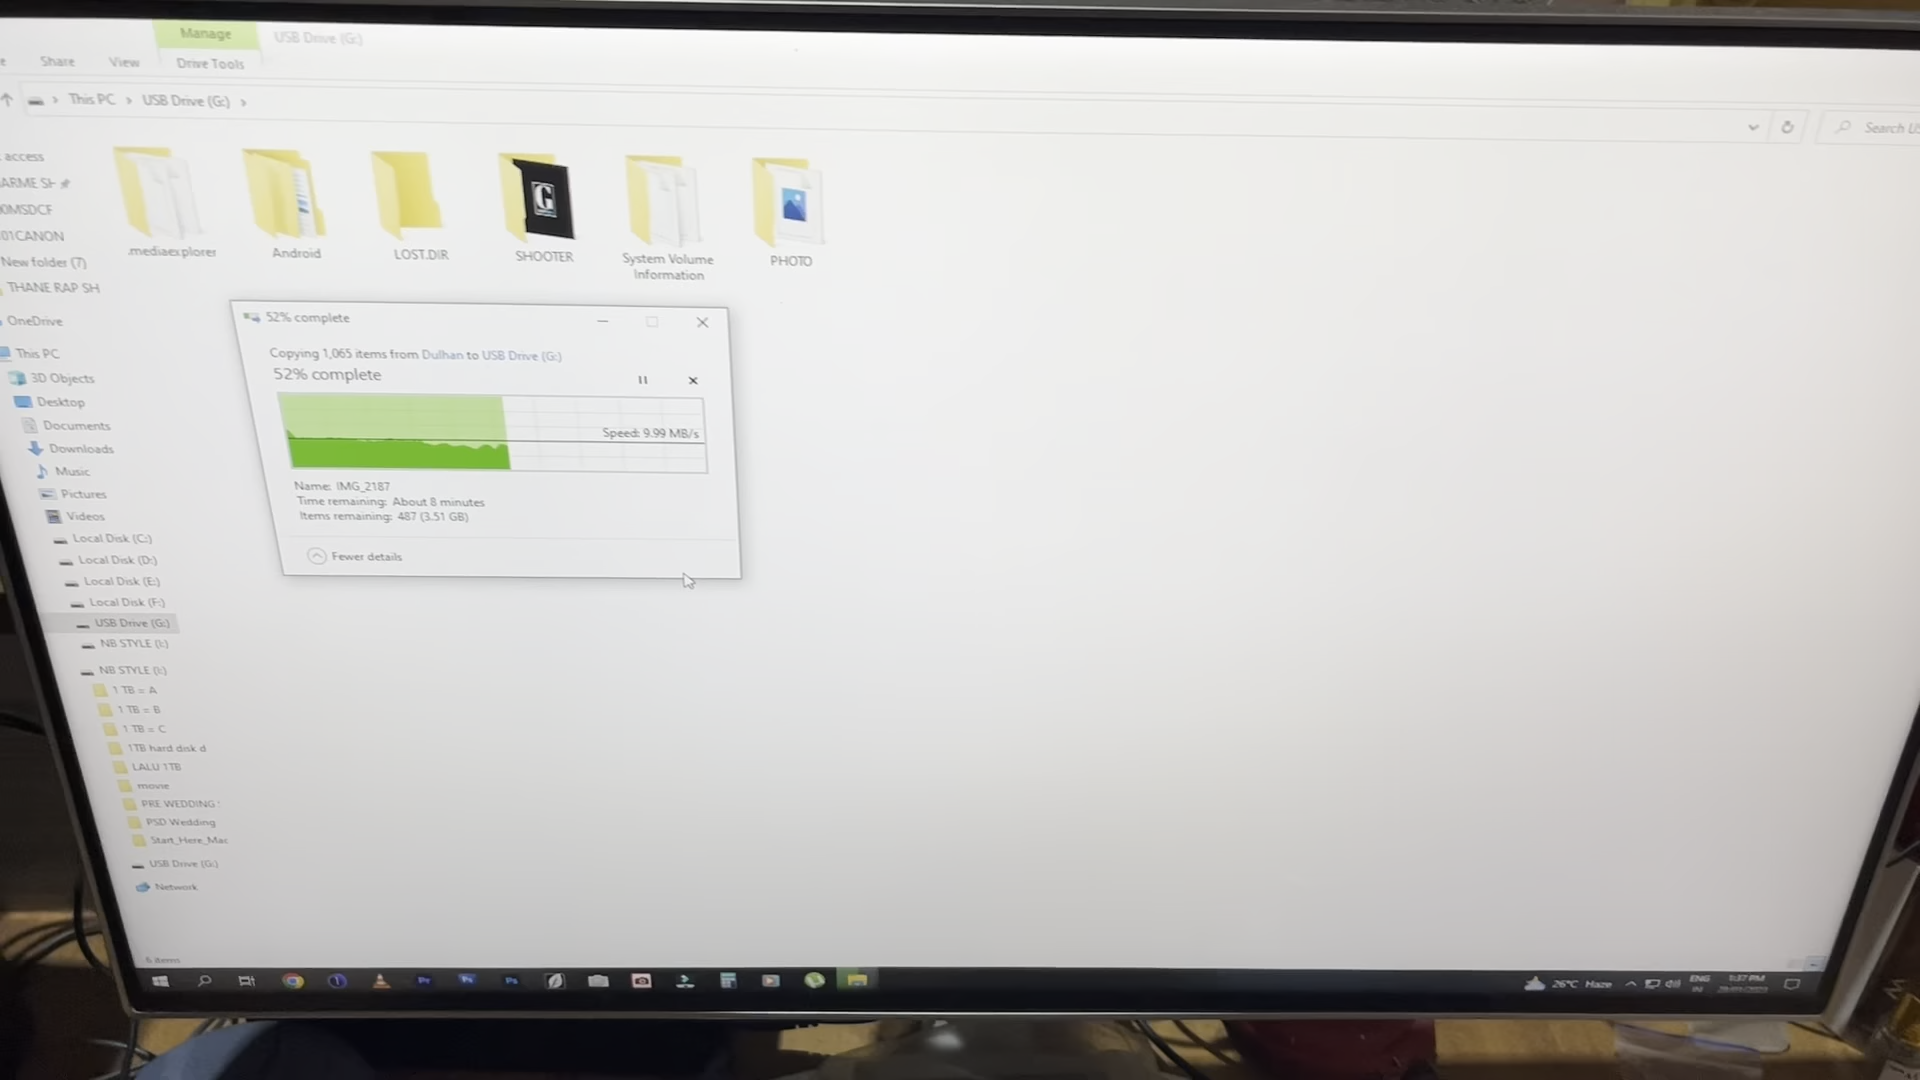 Manage
USB Drive (G:)
Share
View
Drive Tools
This PC
USB Drive (G:)
Search
.mediaexplorer
Android
LOST.DIR
SHOOTER
System Volume
Information
PHOTO
access
New folder (7)
THANE RAP SH
OneDrive
This PC
3D Objects
Desktop
Documents
Downloads
Music
Pictures
Videos
Local Disk (C:)
Local Disk (D:)
Local Disk (E:)
Local Disk (F:)
USB Drive (G:)
NB STYLE (I:)
NB STYLE (I:)
1 TB = A
1 TB = B
1 TB = C
1TB hard disk d
LALU 1TB
movie
PRE WEDDING
PSD Wedding
Start_Here_Mac
USB Drive (G:)
Network
6 items
52% complete
Copying 1,065 items from Dulhan to USB Drive (G:)
52% complete
Speed: 9.99 MB/s
Name: IMG_2187
Time remaining: About 8 minutes
Items remaining: 487 (3.51 GB)
Fewer details
26°C Haze
ENG
IN
1:37 PM